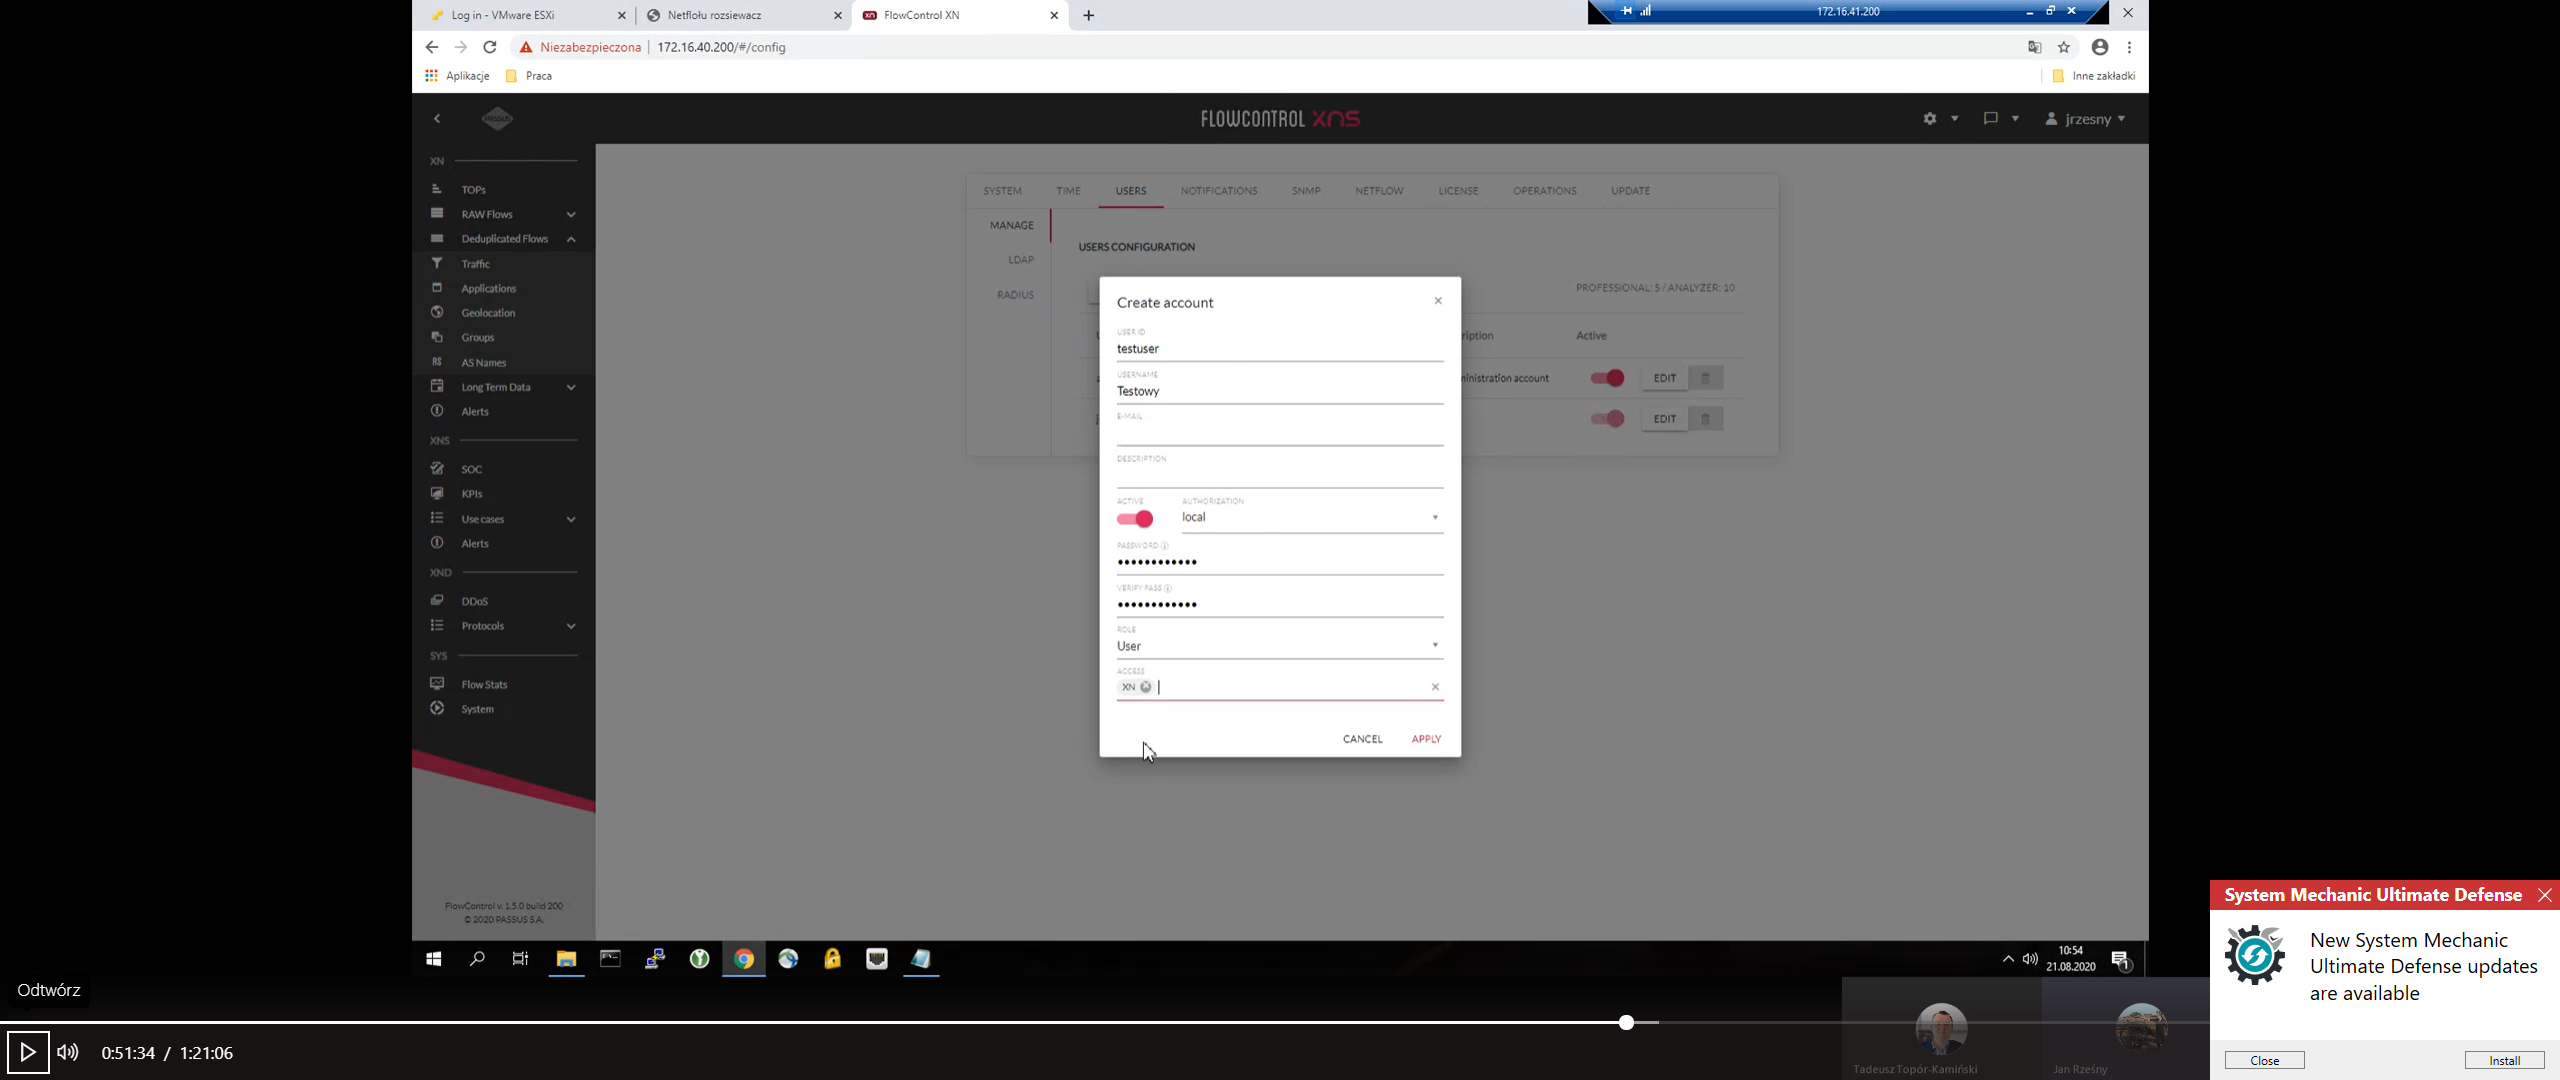 Log in - VMware ESXi
Netflołu rozsiewacz
FlowControl XN
172.16.41.200
Niezabezpieczona
172.16.40.200/#/config
Aplikacje
Praca
Inne zakładki
PASSUS
FLOWCONTROL XNS
jrzesny
XN
TOPs
RAW Flows
Deduplicated Flows
Traffic
Applications
Geolocation
Groups
AS Names
Long Term Data
Alerts
XNS
SOC
KPIs
Use cases
Alerts
XND
DDoS
Protocols
SYS
Flow Stats
System
FlowControl v. 1.5.0 build 200
© 2020 PASSUS S.A.
SYSTEM
TIME
USERS
NOTIFICATIONS
SNMP
NETFLOW
LICENSE
OPERATIONS
UPDATE
MANAGE
LDAP
RADIUS
USERS CONFIGURATION
PROFESSIONAL: 5 / ANALYZER: 10
ription
Active
ministration account
EDIT
EDIT
Create account
USER ID
testuser
USERNAME
Testowy
E-MAIL
DESCRIPTION
ACTIVE
AUTHORIZATION
local
PASSWORD
••••••••••••
VERIFY PASS
••••••••••••
ROLE
User
ACCESS
XN
CANCEL
APPLY
10:54
21.08.2020
1
Odtwórz
0:51:34 / 1:21:06
Tadeusz Topór-Kamiński
Jan Rześny
System Mechanic Ultimate Defense
New System Mechanic
Ultimate Defense updates
are available
Close
Install